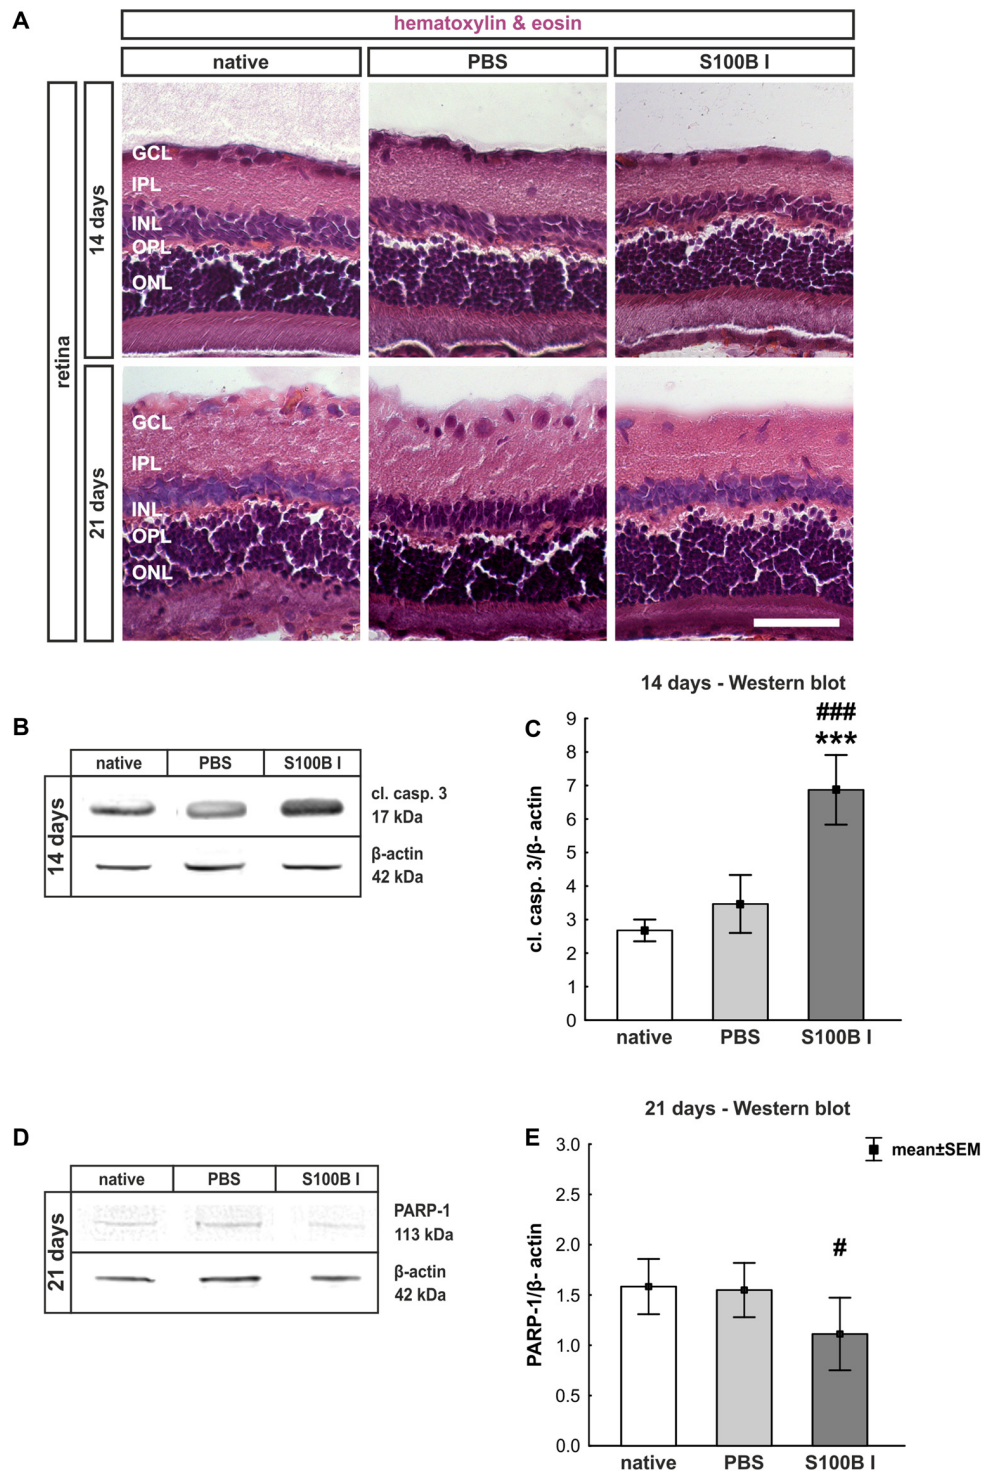 A
hematoxylin & eosin
native PBS S100B I
retina
14 days
GCL
IPL
INL
OPL
ONL
21 days
GCL
IPL
INL
OPL
ONL
B
native PBS S100B I
14 days
cl. casp. 3
17 kDa
β-actin
42 kDa
C
14 days - Western blot
cl. casp. 3/β- actin
9
8
7
6
5
4
3
2
1
0
###
***
native PBS S100B I
D
native PBS S100B I
21 days
PARP-1
113 kDa
β-actin
42 kDa
E
21 days - Western blot
PARP-1/β- actin
3.0
2.5
2.0
1.5
1.0
0.5
0.0
mean±SEM
#
native PBS S100B I